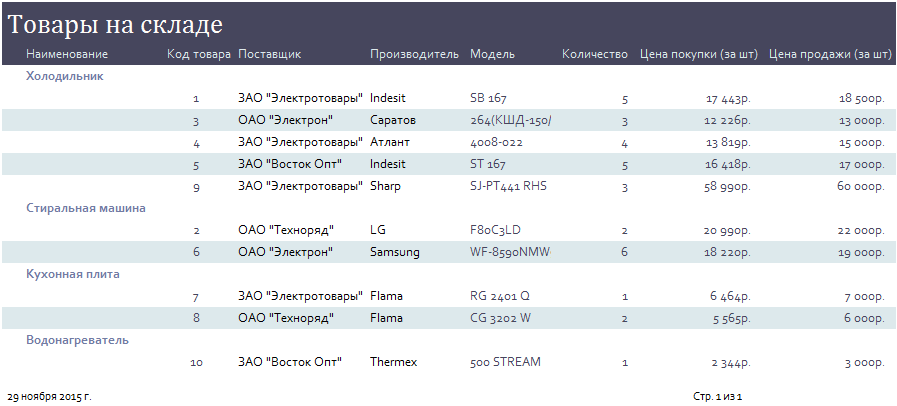 Товары на складе
Наименование Код товара Поставщик Производитель Модель Количество Цена покупки (за шт) Цена продажи (за шт)
Холодильник
1 ЗАО "Электротовары" Indesit SB 167 5 17 443р. 18 500р.
3 ОАО "Электрон" Саратов 264(КШД-150/ 3 12 226р. 13 000р.
4 ЗАО "Электротовары" Атлант 4008-022 4 13 819р. 15 000р.
5 ЗАО "Восток Опт" Indesit ST 167 5 16 418р. 17 000р.
9 ЗАО "Электротовары" Sharp SJ-PT441 RHS 3 58 990р. 60 000р.
Стиральная машина
2 ОАО "Техноряд" LG F80C3LD 2 20 990р. 22 000р.
6 ОАО "Электрон" Samsung WF-8590NMW 6 18 220р. 19 000р.
Кухонная плита
7 ЗАО "Электротовары" Flama RG 2401 Q 1 6 464р. 7 000р.
8 ОАО "Техноряд" Flama CG 3202 W 2 5 565р. 6 000р.
Водонагреватель
10 ЗАО "Восток Опт" Thermex 500 STREAM 1 2 344р. 3 000р.
29 ноября 2015 г. Стр. 1 из 1